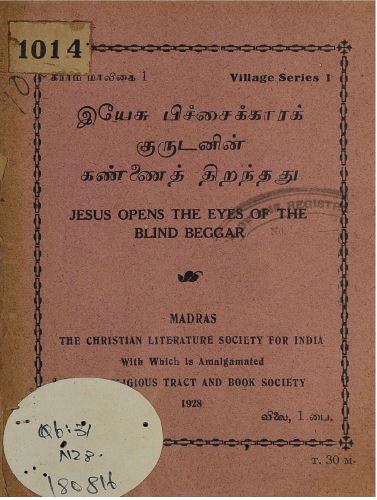 1014
கிராம மாலிகை 1 Village Series 1
இயேசு பிச்சைக்காரக்
குருடனின்
கண்ணைத் திறந்தது
JESUS OPENS THE EYES OF THE
BLIND BEGGAR
No.
MADRAS
THE CHRISTIAN LITERATURE SOCIETY FOR INDIA
With Which is Amalgamated
TRACT AND BOOK SOCIETY
1928
விலை, 1 பை.
T. 30 M-
N28.
180816